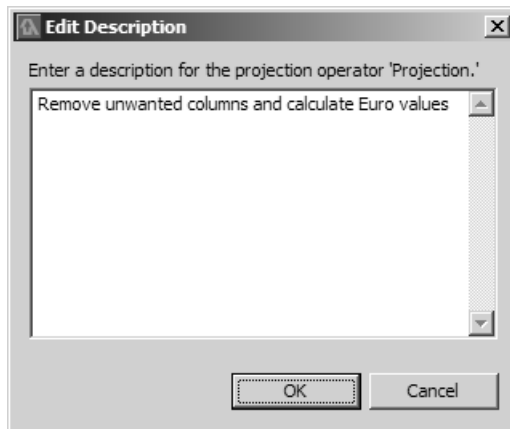 Edit Description
Enter a description for the projection operator 'Projection.'
Remove unwanted columns and calculate Euro values
OK
Cancel